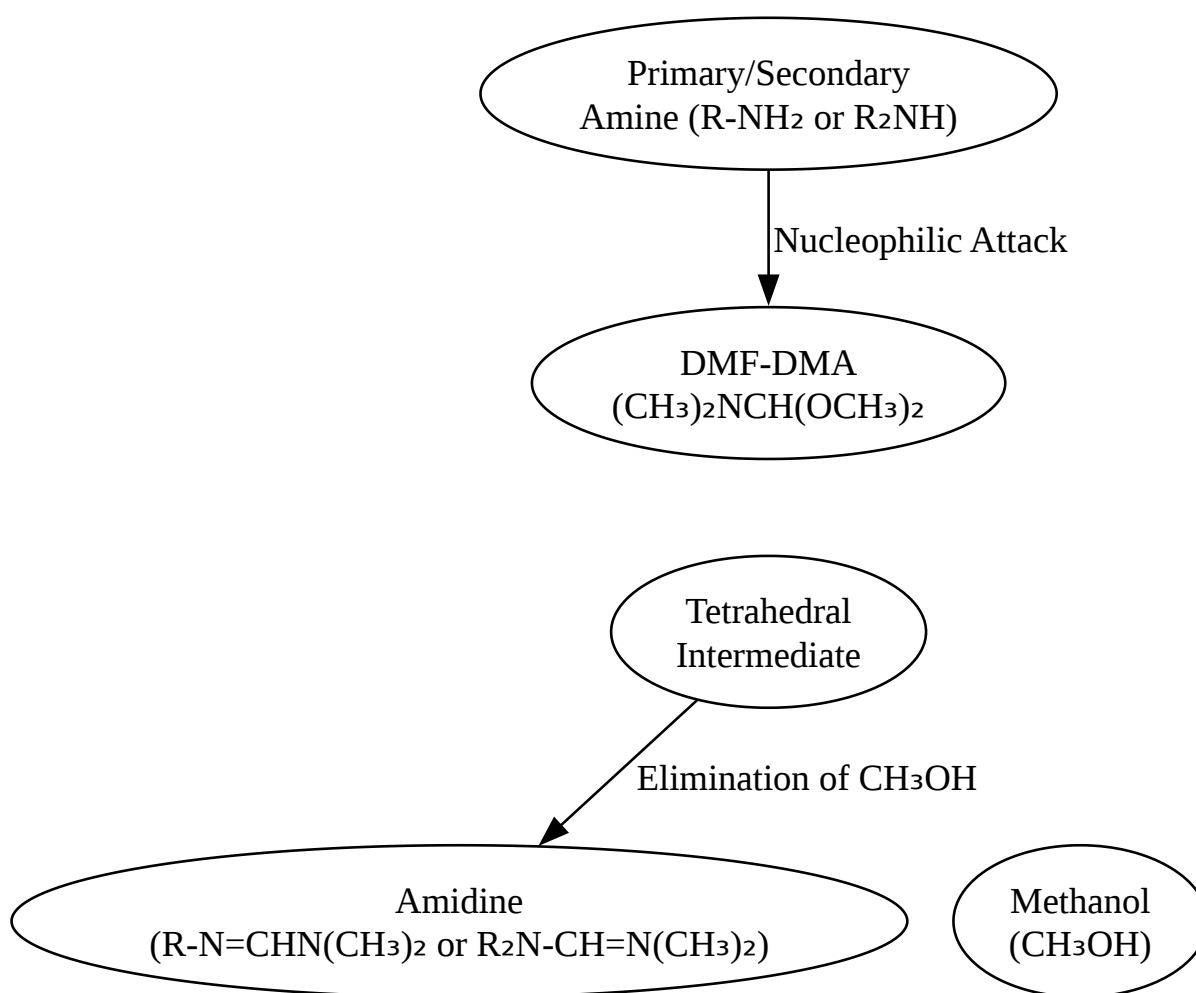 Primary/Secondary
Amine (R-NH₂ or R₂NH)
Nucleophilic Attack
DMF-DMA
(CH₃)₂NCH(OCH₃)₂
Tetrahedral
Intermediate
Elimination of CH₃OH
Amidine
(R-N=CHN(CH₃)₂ or R₂N-CH=N(CH₃)₂)
Methanol
(CH₃OH)